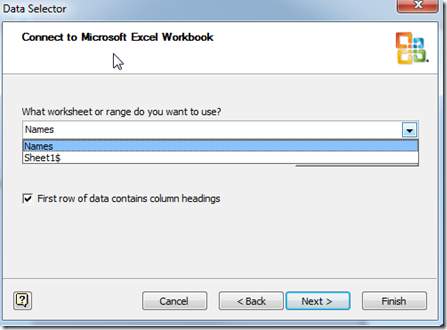 Data Selector
Connect to Microsoft Excel Workbook
What worksheet or range do you want to use?
Names
Names
Sheet1$
First row of data contains column headings
Cancel
< Back
Next >
Finish